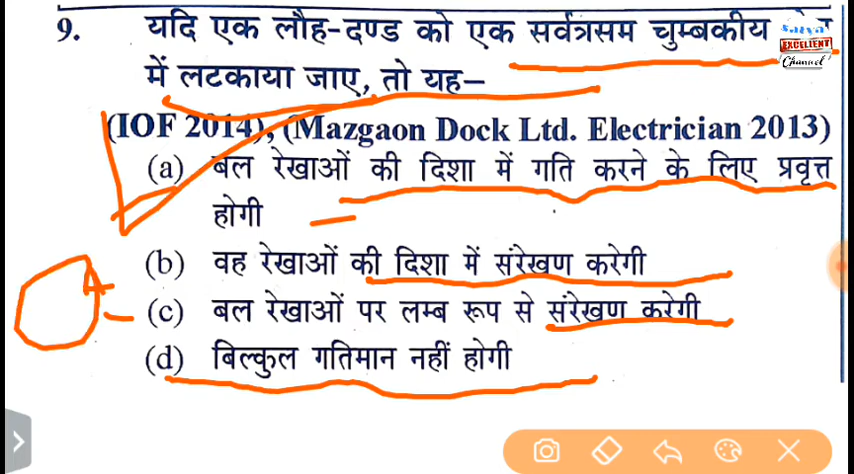 9. यदि एक लौह-दण्ड को एक सर्वत्रसम चुम्बकीय
Satya
EXCELLENT
Channel
में लटकाया जाए, तो यह–
(IOF 2014), (Mazgaon Dock Ltd. Electrician 2013)
(a) बल रेखाओं की दिशा में गति करने के लिए प्रवृत्त
होगी
(b) वह रेखाओं की दिशा में संरेखण करेगी
(c) बल रेखाओं पर लम्ब रूप से संरेखण करेगी
(d) बिल्कुल गतिमान नहीं होगी